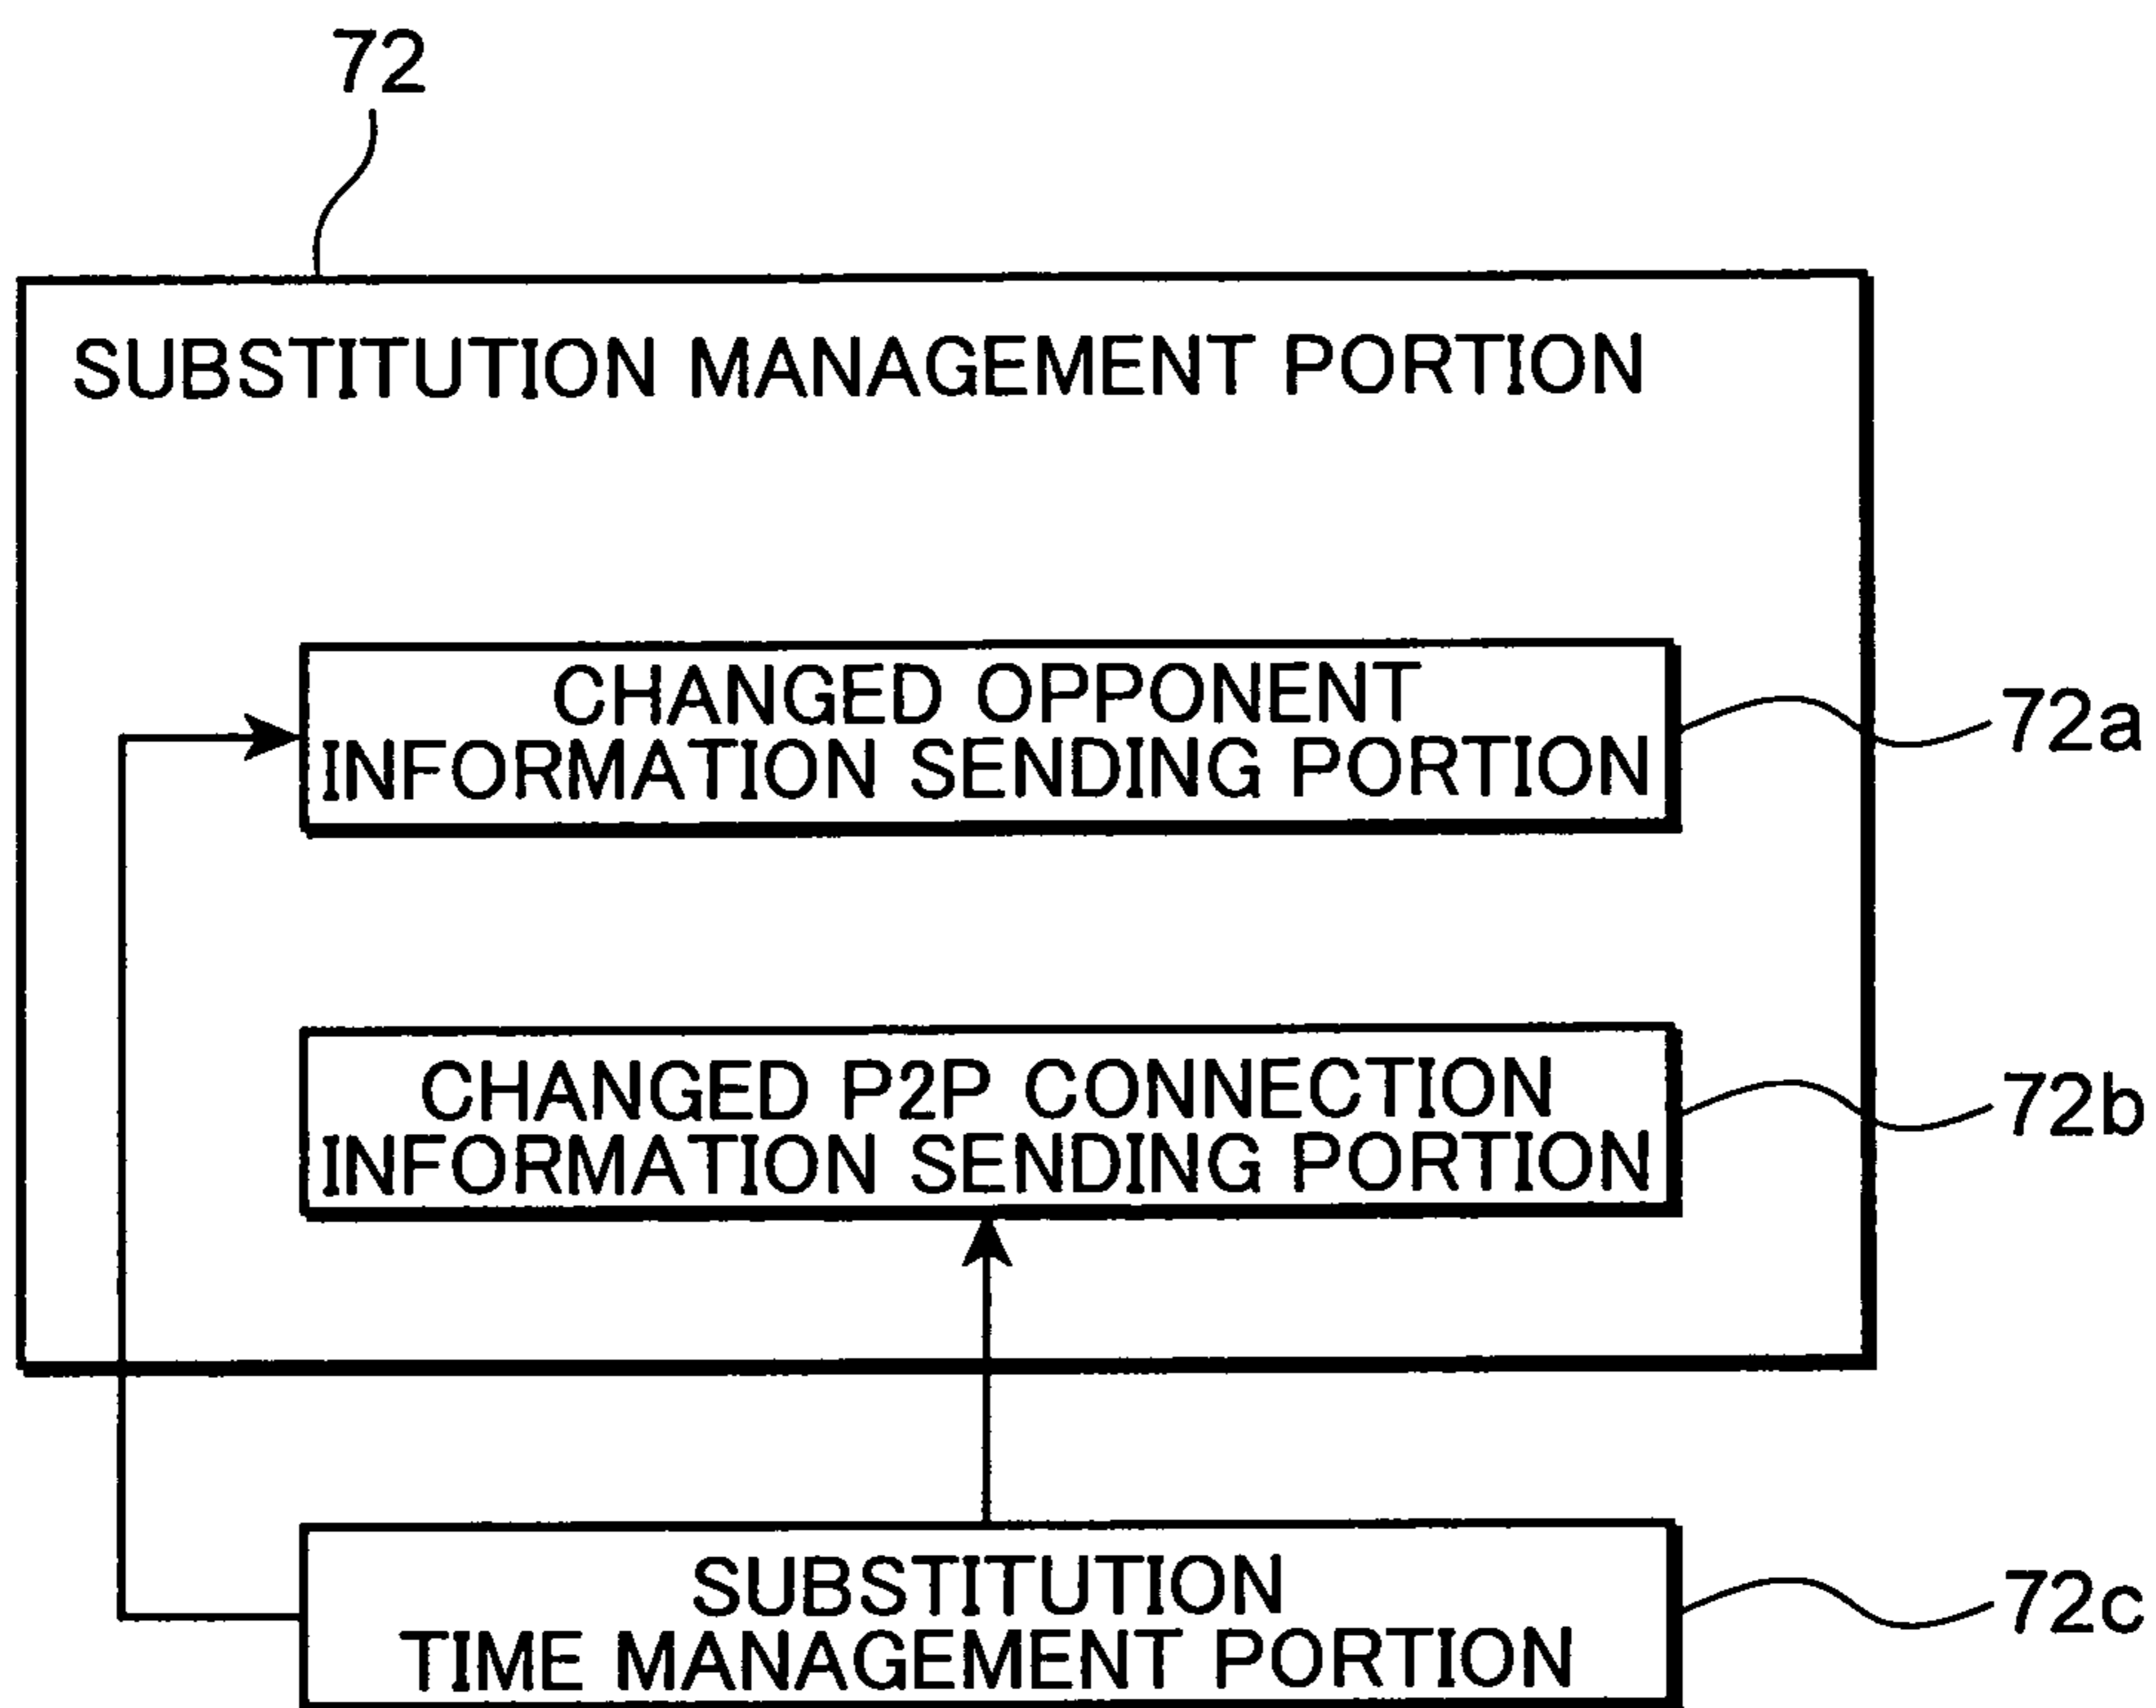 72
SUBSTITUTION MANAGEMENT PORTION
CHANGED OPPONENT
INFORMATION SENDING PORTION
72a
CHANGED P2P CONNECTION
INFORMATION SENDING PORTION
72b
SUBSTITUTION
TIME MANAGEMENT PORTION
72c